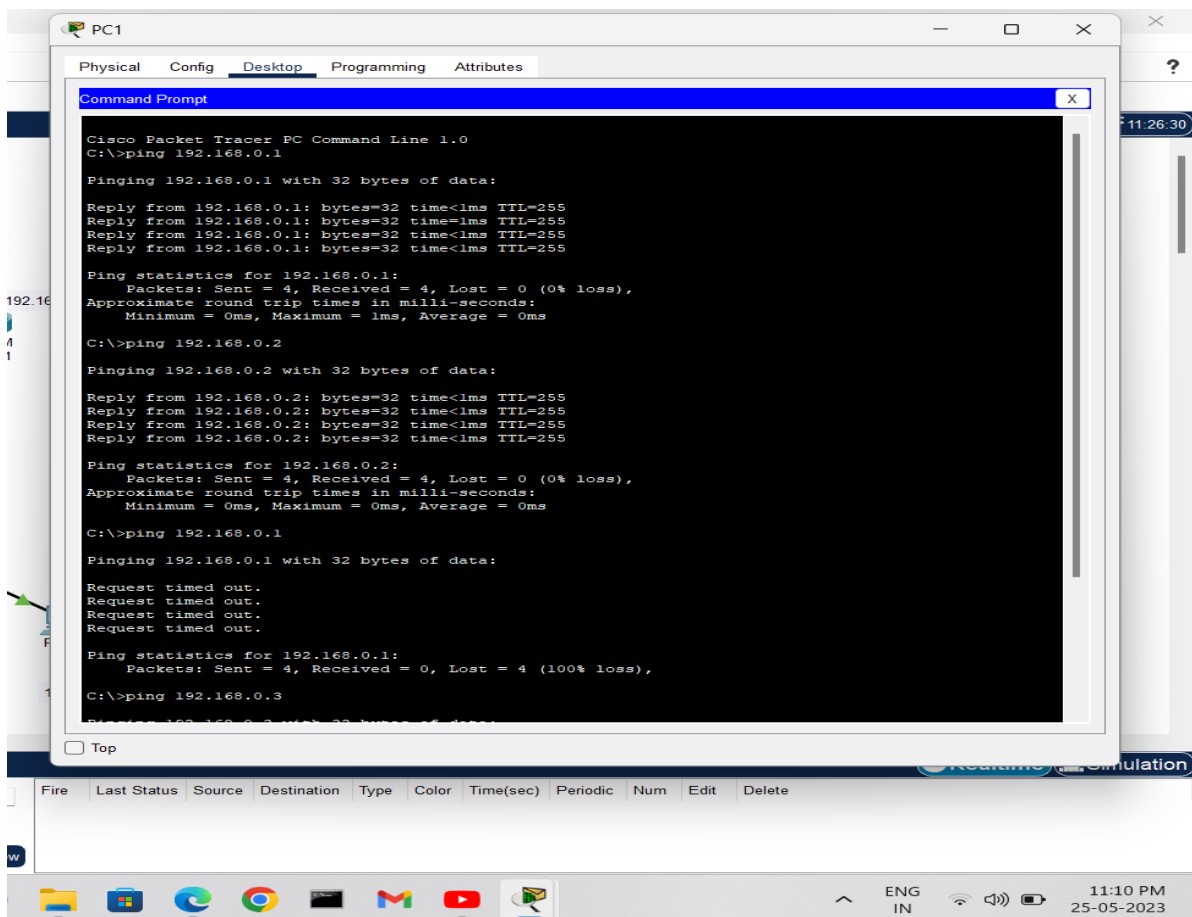 PC1
Physical Config Desktop Programming Attributes
?
Command Prompt
X
11:26:30
Cisco Packet Tracer PC Command Line 1.0
C:\>ping 192.168.0.1
Pinging 192.168.0.1 with 32 bytes of data:
Reply from 192.168.0.1: bytes=32 time<1ms TTL=255
Reply from 192.168.0.1: bytes=32 time=1ms TTL=255
Reply from 192.168.0.1: bytes=32 time<1ms TTL=255
Reply from 192.168.0.1: bytes=32 time<1ms TTL=255
Ping statistics for 192.168.0.1:
Packets: Sent = 4, Received = 4, Lost = 0 (0% loss),
192.16
Approximate round trip times in milli-seconds:
Minimum = 0ms, Maximum = 1ms, Average = 0ms
C:\>ping 192.168.0.2
Pinging 192.168.0.2 with 32 bytes of data:
Reply from 192.168.0.2: bytes=32 time<1ms TTL=255
Reply from 192.168.0.2: bytes=32 time<1ms TTL=255
Reply from 192.168.0.2: bytes=32 time<1ms TTL=255
Reply from 192.168.0.2: bytes=32 time<1ms TTL=255
Ping statistics for 192.168.0.2:
Packets: Sent = 4, Received = 4, Lost = 0 (0% loss),
Approximate round trip times in milli-seconds:
Minimum = 0ms, Maximum = 0ms, Average = 0ms
C:\>ping 192.168.0.1
Pinging 192.168.0.1 with 32 bytes of data:
Request timed out.
Request timed out.
Request timed out.
Request timed out.
Ping statistics for 192.168.0.1:
Packets: Sent = 4, Received = 0, Lost = 4 (100% loss),
C:\>ping 192.168.0.3
Top
Fire Last Status Source Destination Type Color Time(sec) Periodic Num Edit Delete
ENG
IN
11:10 PM
25-05-2023